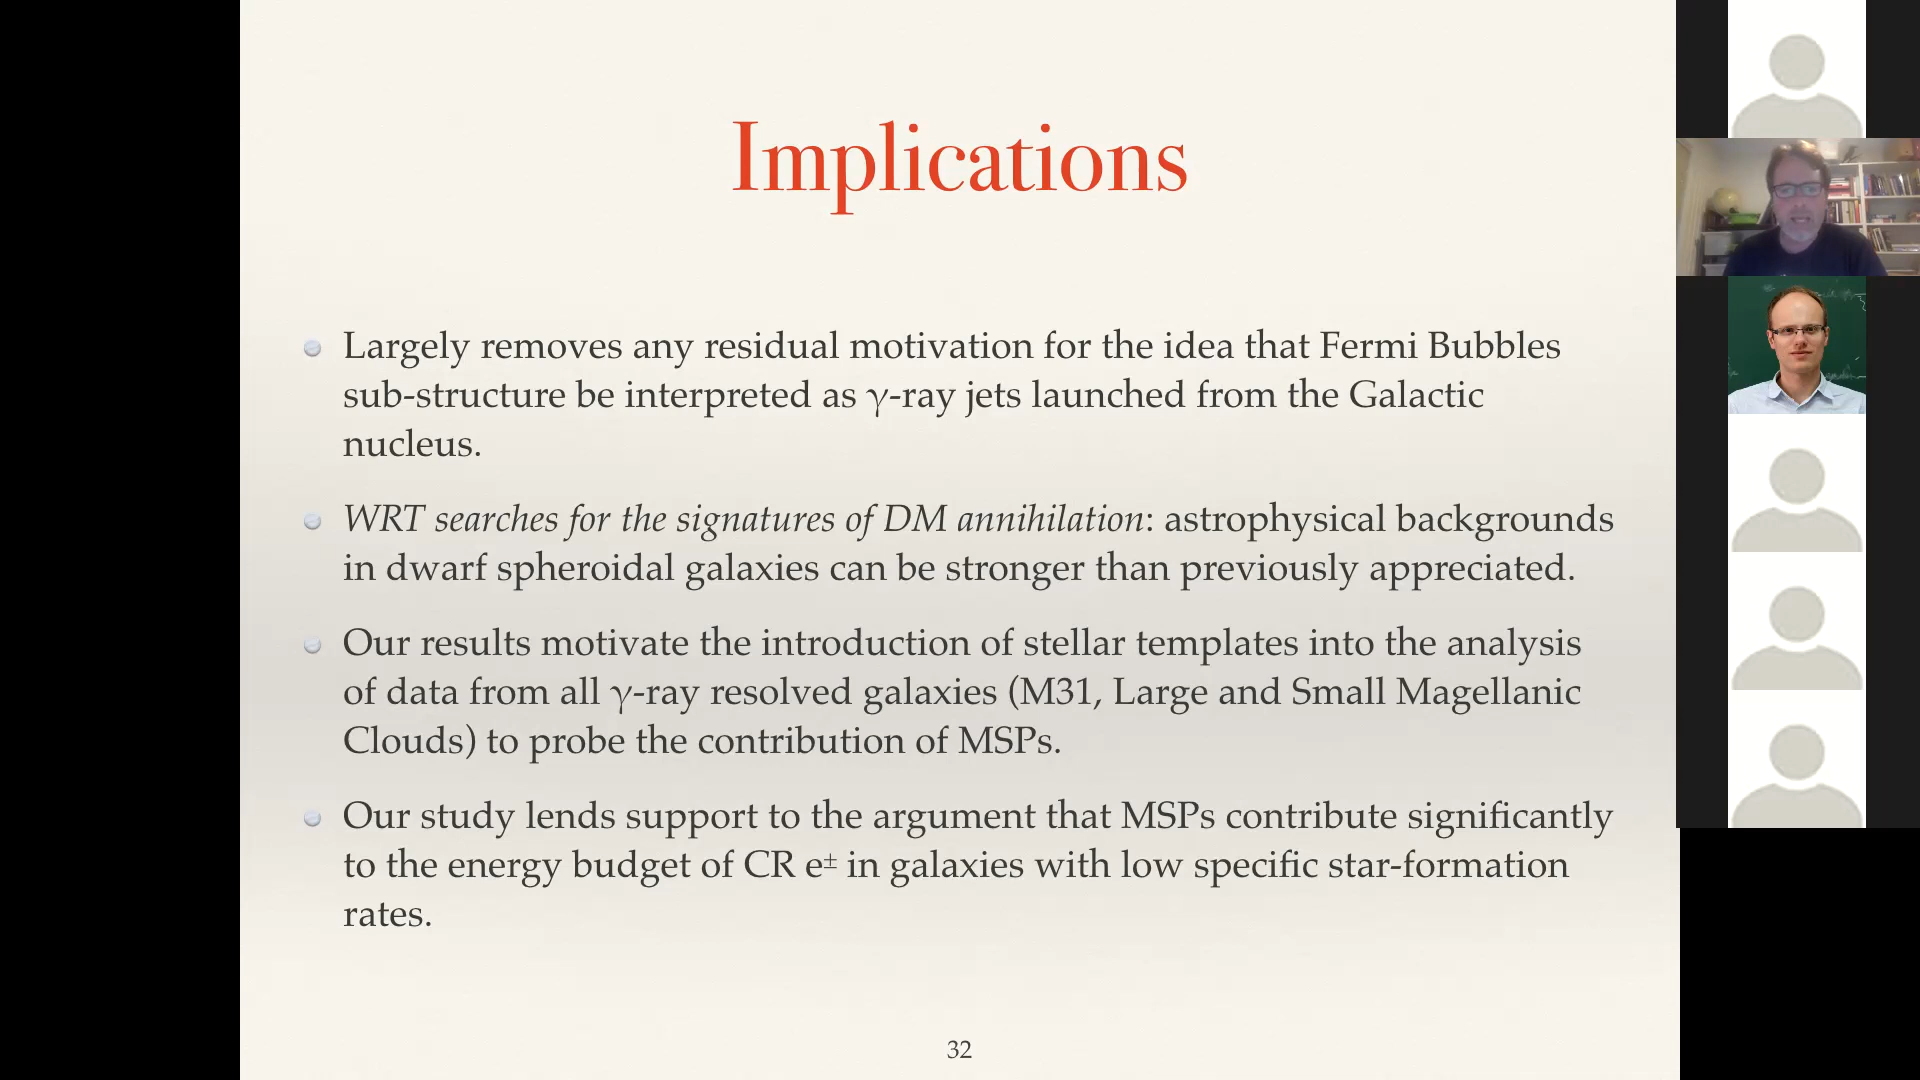 Implications
Largely removes any residual motivation for the idea that Fermi Bubbles
sub-structure be interpreted as γ-ray jets launched from the Galactic
nucleus.
WRT searches for the signatures of DM annihilation: astrophysical backgrounds
in dwarf spheroidal galaxies can be stronger than previously appreciated.
Our results motivate the introduction of stellar templates into the analysis
of data from all γ-ray resolved galaxies (M31, Large and Small Magellanic
Clouds) to probe the contribution of MSPs.
Our study lends support to the argument that MSPs contribute significantly
to the energy budget of CR e± in galaxies with low specific star-formation
rates.
32